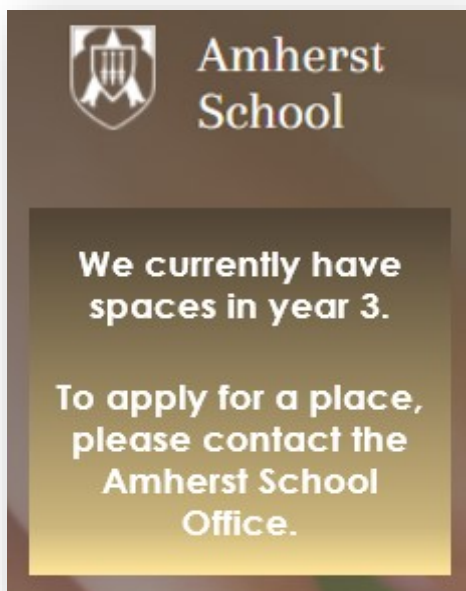 Amherst
School
We currently have
spaces in year 3.
To apply for a place,
please contact the
Amherst School
Office.